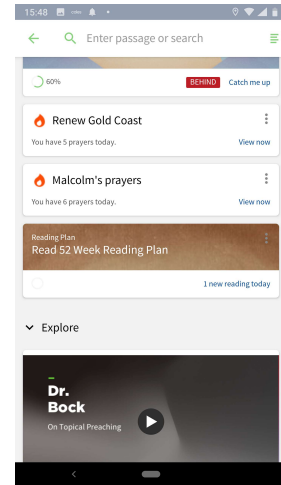 15:48
Enter passage or search
60%
BEHIND
Catch me up
Renew Gold Coast
You have 5 prayers today.
View now
Malcolm's prayers
You have 6 prayers today.
View now
Reading Plan
Read 52 Week Reading Plan
1 new reading today
Explore
Dr.
Bock
On Topical Preaching